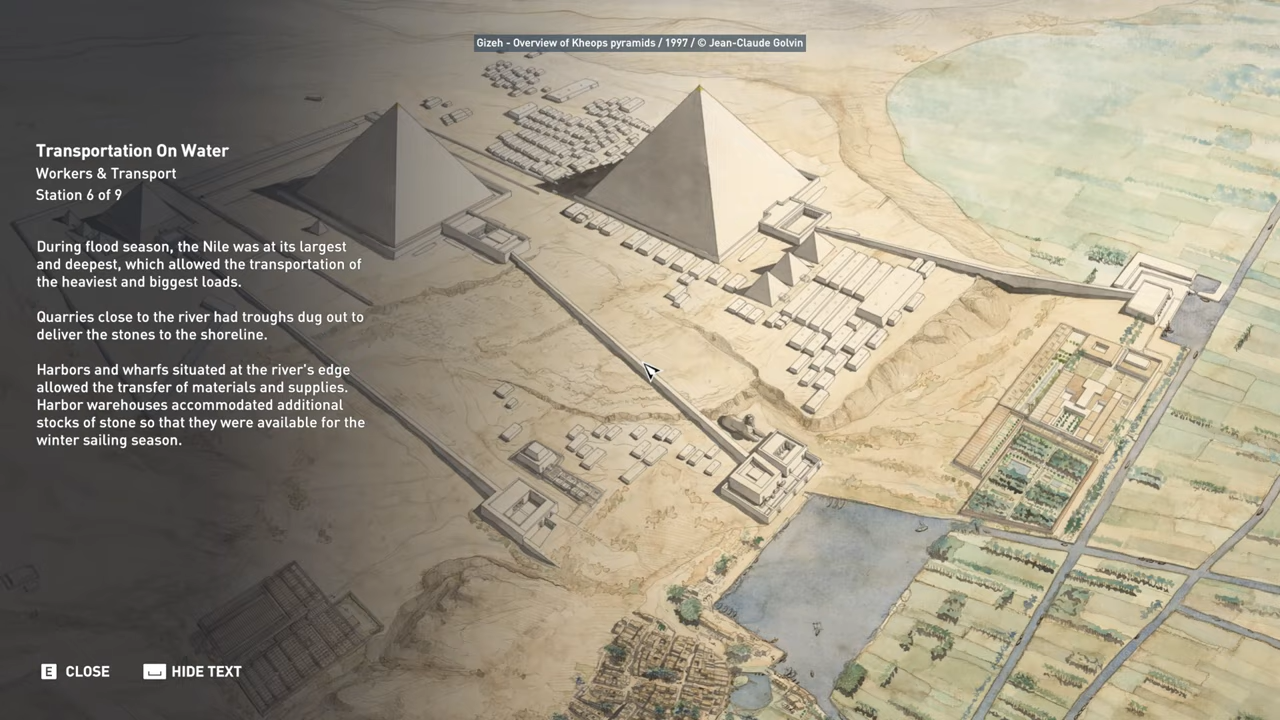 Gizeh - Overview of Kheops pyramids / 1997 / © Jean-Claude Golvin
Transportation On Water
Workers & Transport
Station 6 of 9
During flood season, the Nile was at its largest
and deepest, which allowed the transportation of
the heaviest and biggest loads.
Quarries close to the river had troughs dug out to
deliver the stones to the shoreline.
Harbors and wharfs situated at the river's edge
allowed the transfer of materials and supplies.
Harbor warehouses accommodated additional
stocks of stone so that they were available for the
winter sailing season.
E CLOSE
HIDE TEXT